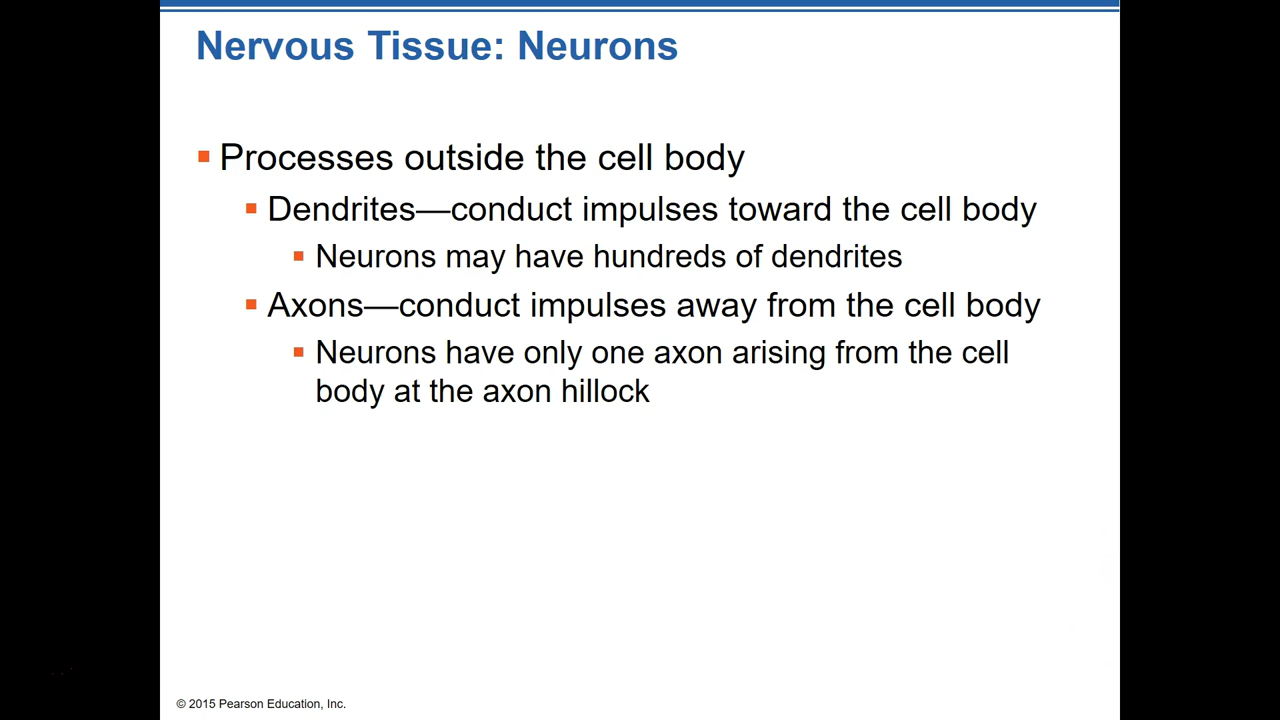 Nervous Tissue: Neurons
Processes outside the cell body
Dendrites—conduct impulses toward the cell body
Neurons may have hundreds of dendrites
Axons—conduct impulses away from the cell body
Neurons have only one axon arising from the cell
body at the axon hillock
© 2015 Pearson Education, Inc.